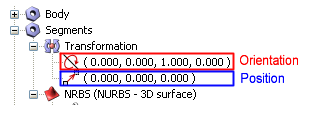 Body
Segments
Transformation
( 0.000, 0.000, 1.000, 0.000 ) Orientation
( 0.000, 0.000, 0.000 ) Position
NRBS (NURBS - 3D surface)